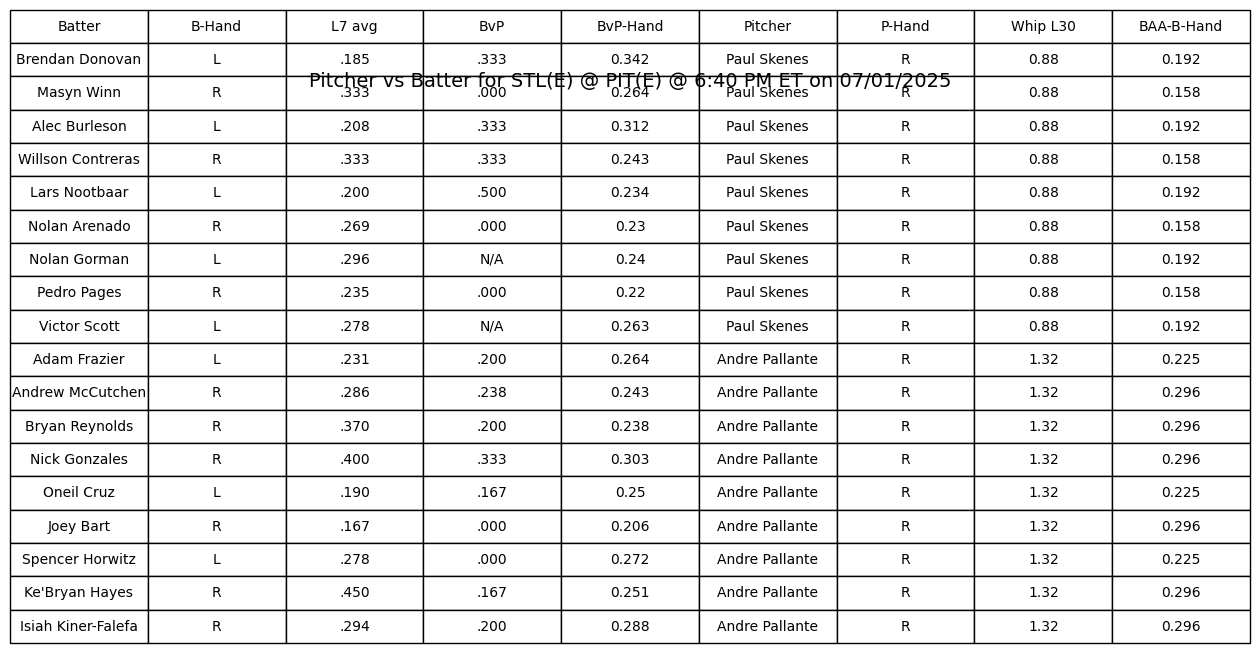 Batter B-Hand L7 avg BvP BvP-Hand Pitcher P-Hand Whip L30 BAA-B-Hand
Brendan Donovan L .185 .333 0.342 Paul Skenes R 0.88 0.192
Pitcher vs Batter for STL(E) @ PIT(E) @ 6:40 PM ET on 07/01/2025
Masyn Winn R .333 .000 0.264 Paul Skenes R 0.88 0.158
Alec Burleson L .208 .333 0.312 Paul Skenes R 0.88 0.192
Willson Contreras R .333 .333 0.243 Paul Skenes R 0.88 0.158
Lars Nootbaar L .200 .500 0.234 Paul Skenes R 0.88 0.192
Nolan Arenado R .269 .000 0.23 Paul Skenes R 0.88 0.158
Nolan Gorman L .296 N/A 0.24 Paul Skenes R 0.88 0.192
Pedro Pages R .235 .000 0.22 Paul Skenes R 0.88 0.158
Victor Scott L .278 N/A 0.263 Paul Skenes R 0.88 0.192
Adam Frazier L .231 .200 0.264 Andre Pallante R 1.32 0.225
Andrew McCutchen R .286 .238 0.243 Andre Pallante R 1.32 0.296
Bryan Reynolds R .370 .200 0.238 Andre Pallante R 1.32 0.296
Nick Gonzales R .400 .333 0.303 Andre Pallante R 1.32 0.296
Oneil Cruz L .190 .167 0.25 Andre Pallante R 1.32 0.225
Joey Bart R .167 .000 0.206 Andre Pallante R 1.32 0.296
Spencer Horwitz L .278 .000 0.272 Andre Pallante R 1.32 0.225
Ke'Bryan Hayes R .450 .167 0.251 Andre Pallante R 1.32 0.296
Isiah Kiner-Falefa R .294 .200 0.288 Andre Pallante R 1.32 0.296